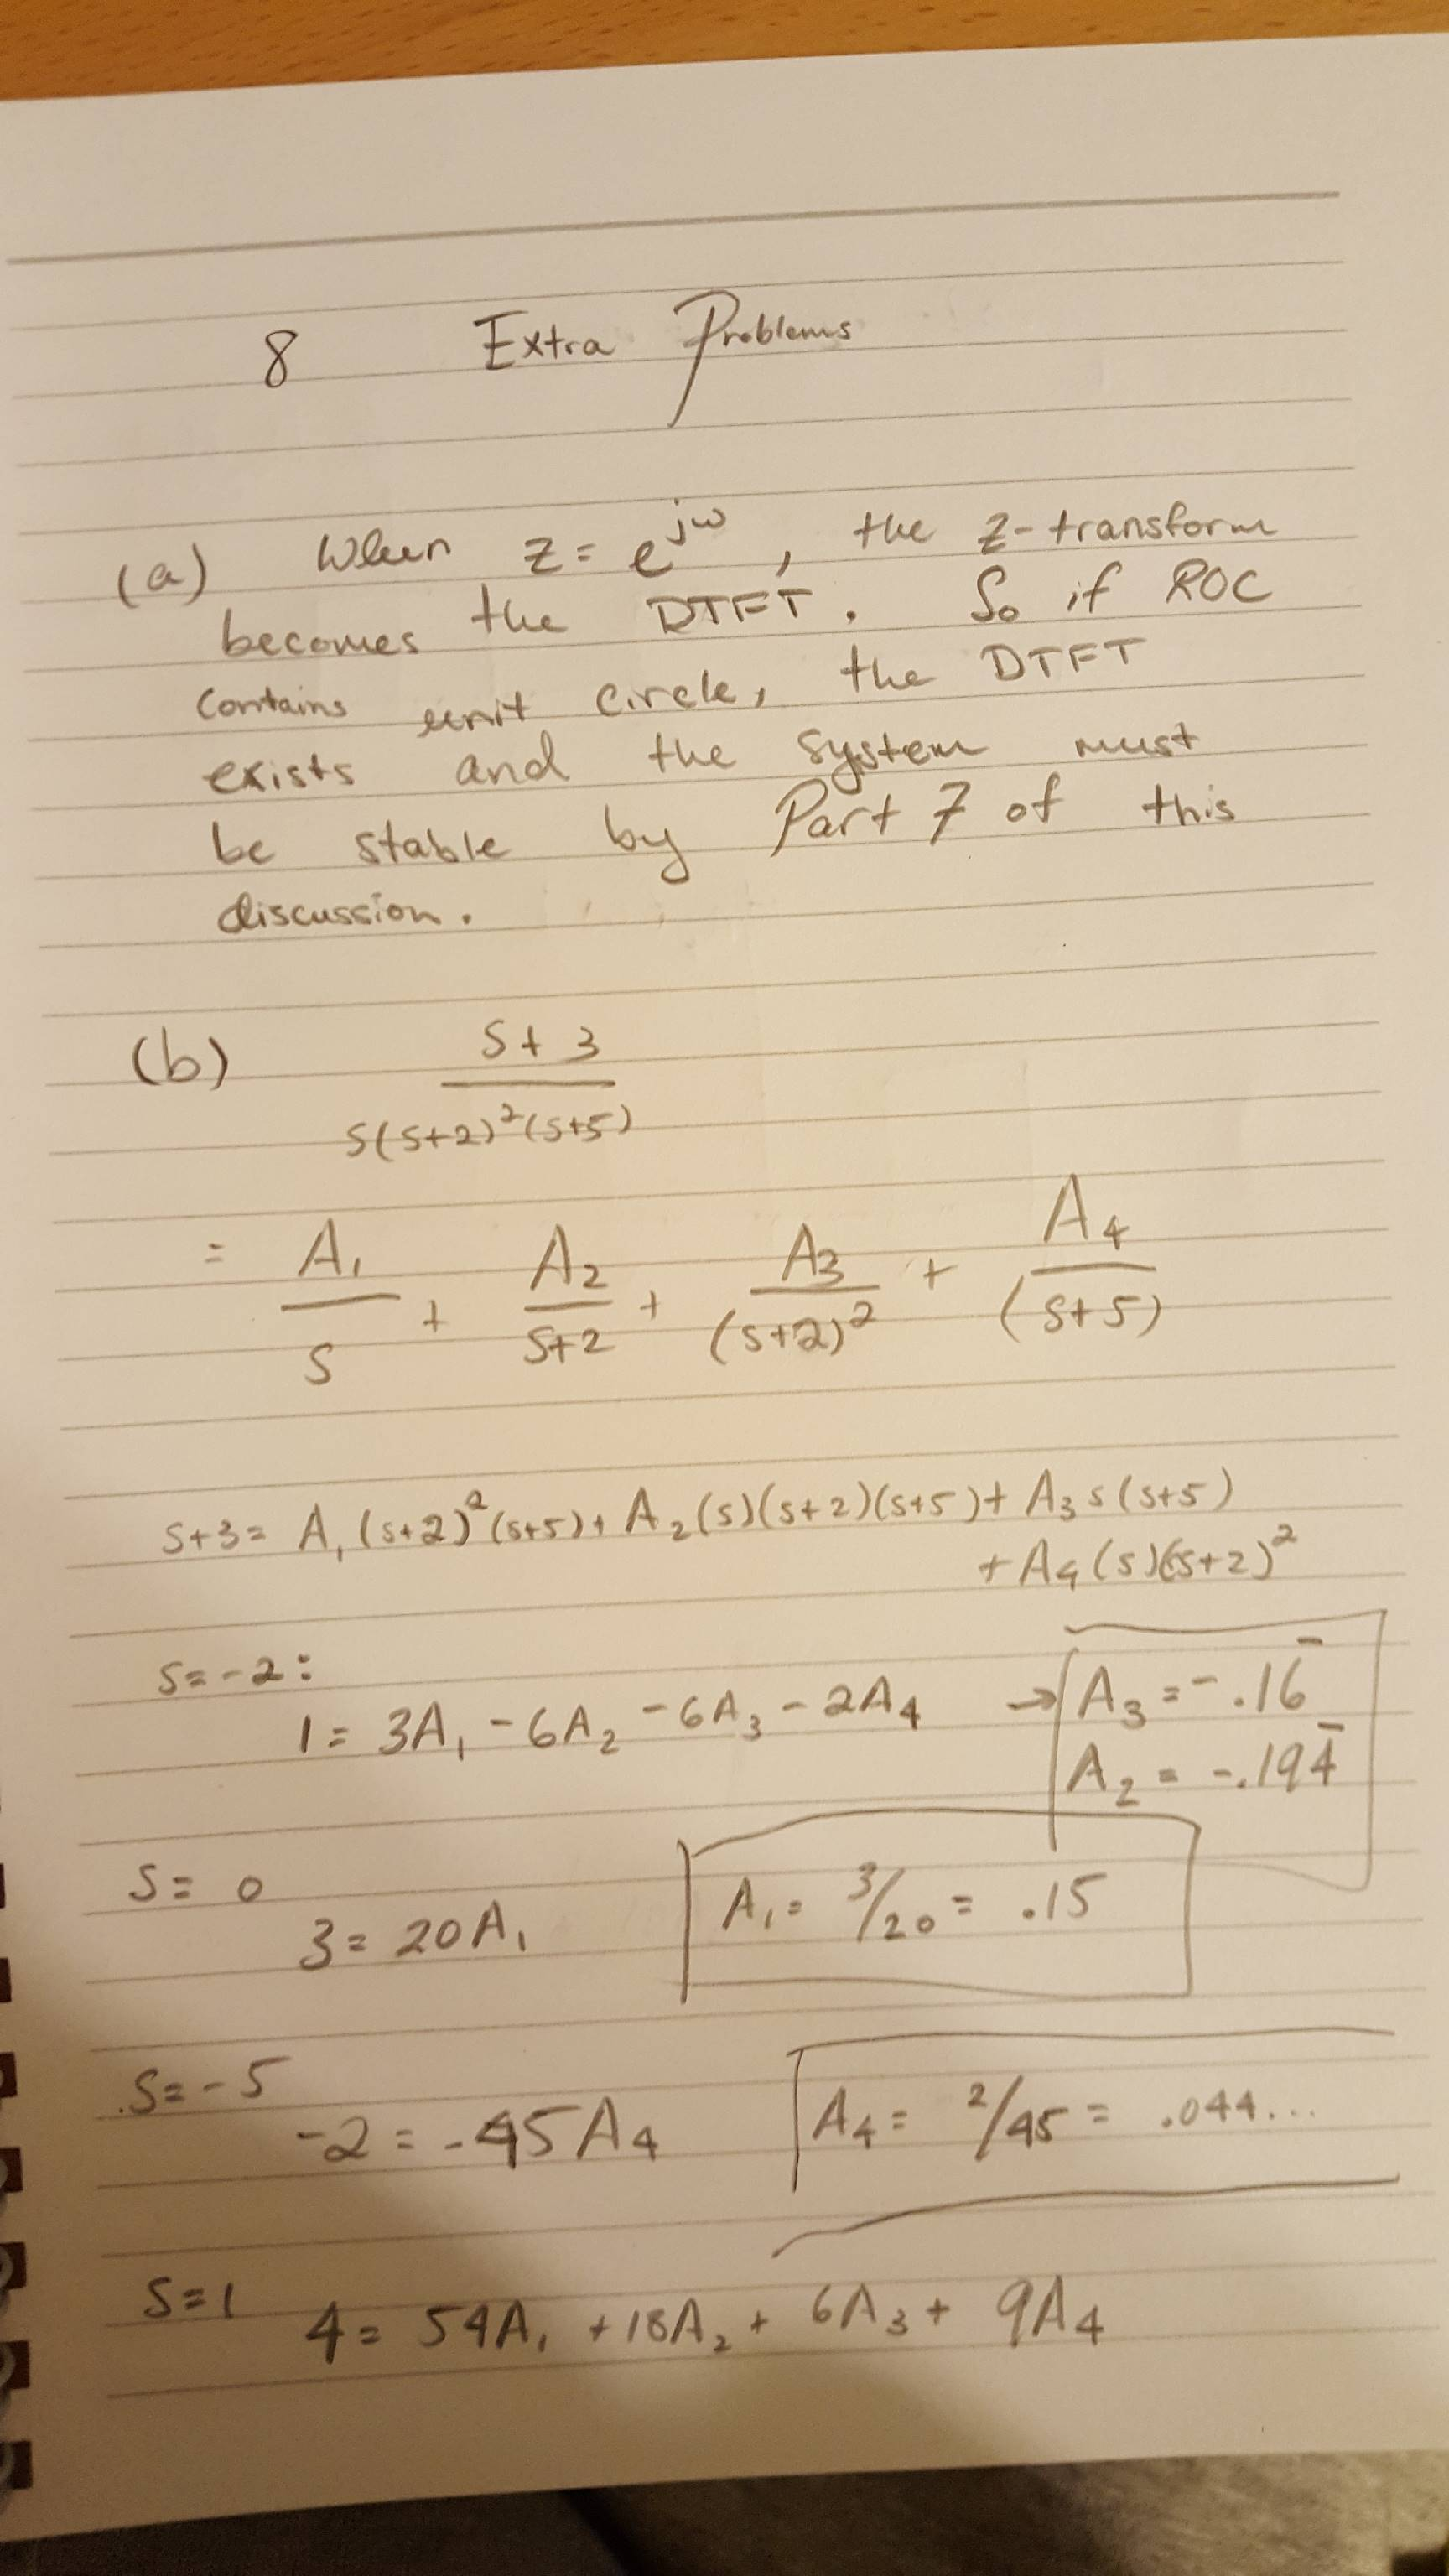 8 Extra Problems
(a) When z = e^{jω}, the z-transform
becomes the DTFT. So if ROC
contains unit circle, the DTFT
exists and the system must
be stable by Part 7 of this
discussion.
(b) s+3
s(s+2)²(s+5)
= A₁/s + A₂/s+2 + A₃/(s+2)² + A₄/(s+5)
s+3 = A₁(s+2)²(s+5) + A₂(s)(s+2)(s+5) + A₃s(s+5)
+ A₄(s)(s+2)²
s=-2:
1 = 3A₁ - 6A₂ - 6A₃ - 2A₄ → A₃ = -.16̄
A₂ = -.194̄
s = 0
3 = 20A₁ A₁ = 3/20 = .15
s=-5
-2 = -45A₄ A₄ = 2/45 = .044...
s=1 4 = 54A₁ + 18A₂ + 6A₃ + 9A₄